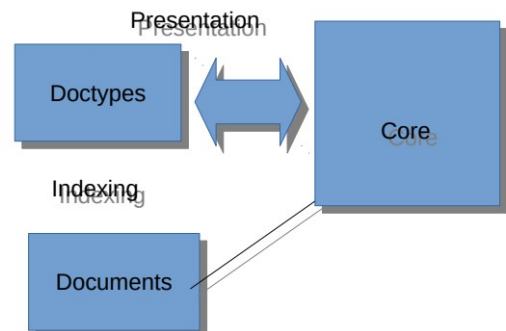 Presentation
Doctypes
Core
Indexing
Documents